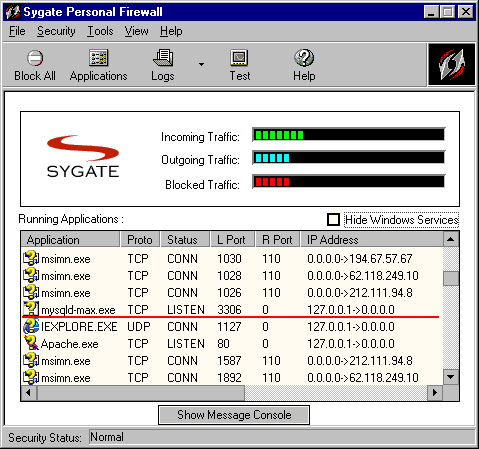 Sygate Personal Firewall
File Security Tools View Help
Block All Applications Logs Test Help
SYGATE
Incoming Traffic:
Outgoing Traffic:
Blocked Traffic:
Running Applications :
Hide Windows Services
Application Proto Status L Port R Port IP Address
msimn.exe TCP CONN 1030 110 0.0.0.0->194.67.57.67
msimn.exe TCP CONN 1028 110 0.0.0.0->62.118.249.10
msimn.exe TCP CONN 1026 110 0.0.0.0->212.111.94.8
mysqld-max.exe TCP LISTEN 3306 0 127.0.0.1->0.0.0.0
IEXPLORE.EXE UDP CONN 1127 0 127.0.0.1->0.0.0.0
Apache.exe TCP LISTEN 80 0 127.0.0.1->0.0.0.0
msimn.exe TCP CONN 1587 110 0.0.0.0->212.111.94.8
msimn.exe TCP CONN 1892 110 0.0.0.0->62.118.249.10
Show Message Console
Security Status: Normal